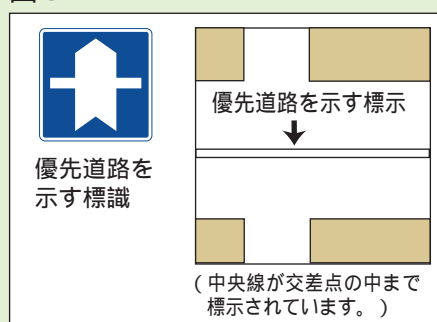 優先道路を
示す標識
優先道路を示す標示
(中央線が交差点の中まで
標示されています。)